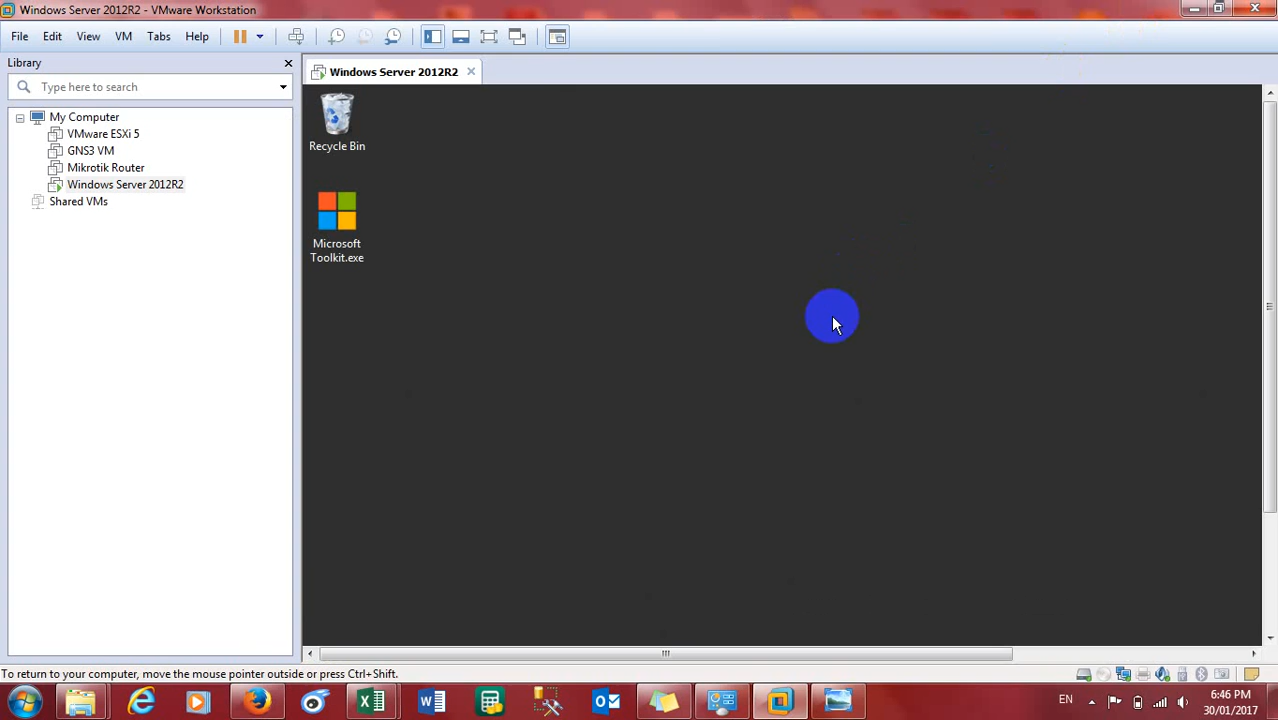 Windows Server 2012R2 - VMware Workstation
File Edit View VM Tabs Help
Library
Windows Server 2012R2
Type here to search
My Computer
VMware ESXi 5
GNS3 VM
Mikrotik Router
Windows Server 2012R2
Shared VMs
Recycle Bin
Microsoft
Toolkit.exe
To return to your computer, move the mouse pointer outside or press Ctrl+Shift.
EN
6:46 PM
30/01/2017